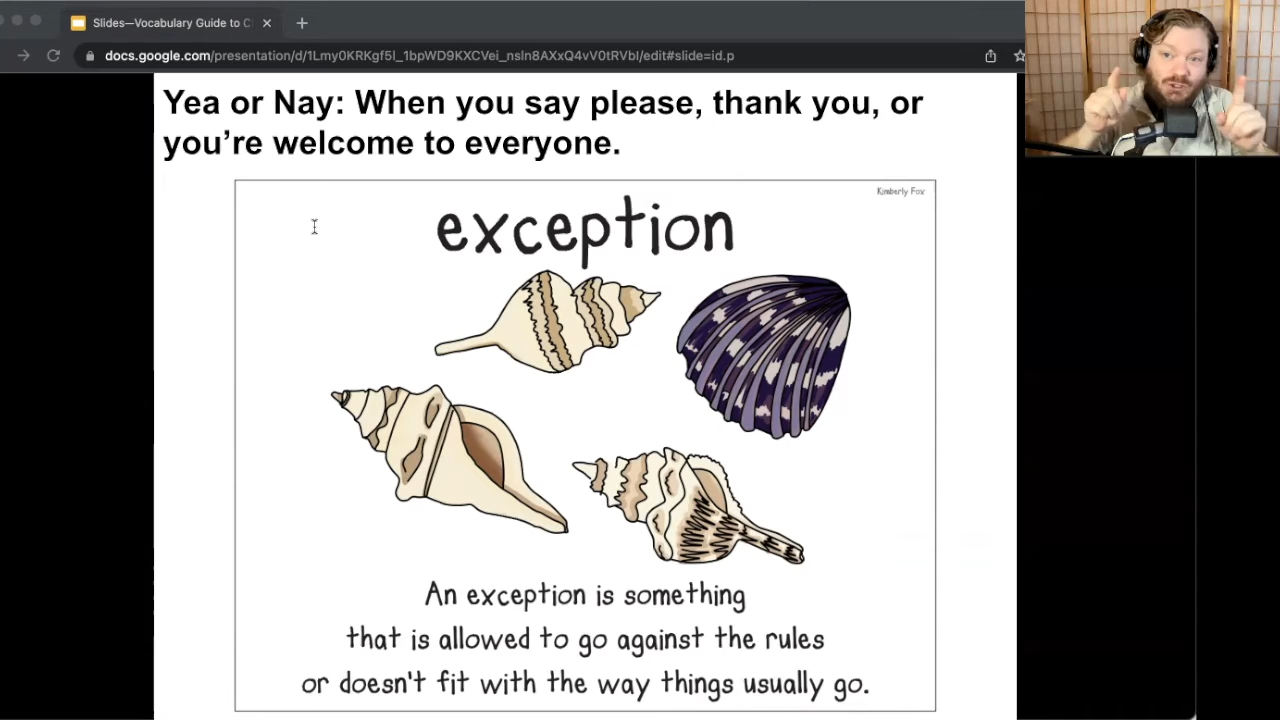 Slides—Vocabulary Guide to C
docs.google.com/presentation/d/1Lmy0KRKgf5I_1bpWD9KXCVei_nsIn8AXxQ4vV0tRVbI/edit#slide=id.p
Yea or Nay: When you say please, thank you, or
you’re welcome to everyone.
Kimberly Fox
exception
An exception is something
that is allowed to go against the rules
or doesn't fit with the way things usually go.